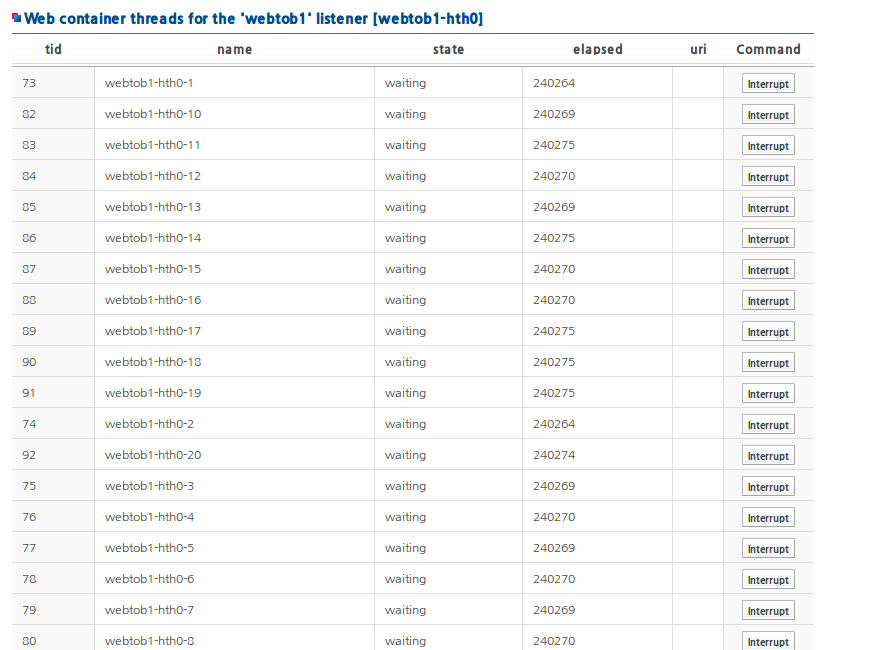 Web container threads for the 'webtob1' listener [webtob1-hth0]
tid name state elapsed uri Command
73 webtob1-hth0-1 waiting 240264 Interrupt
82 webtob1-hth0-10 waiting 240269 Interrupt
83 webtob1-hth0-11 waiting 240275 Interrupt
84 webtob1-hth0-12 waiting 240270 Interrupt
85 webtob1-hth0-13 waiting 240269 Interrupt
86 webtob1-hth0-14 waiting 240275 Interrupt
87 webtob1-hth0-15 waiting 240270 Interrupt
88 webtob1-hth0-16 waiting 240270 Interrupt
89 webtob1-hth0-17 waiting 240275 Interrupt
90 webtob1-hth0-18 waiting 240275 Interrupt
91 webtob1-hth0-19 waiting 240275 Interrupt
74 webtob1-hth0-2 waiting 240264 Interrupt
92 webtob1-hth0-20 waiting 240274 Interrupt
75 webtob1-hth0-3 waiting 240269 Interrupt
76 webtob1-hth0-4 waiting 240270 Interrupt
77 webtob1-hth0-5 waiting 240269 Interrupt
78 webtob1-hth0-6 waiting 240270 Interrupt
79 webtob1-hth0-7 waiting 240269 Interrupt
80 webtob1-hth0-8 waiting 240270 Interrupt